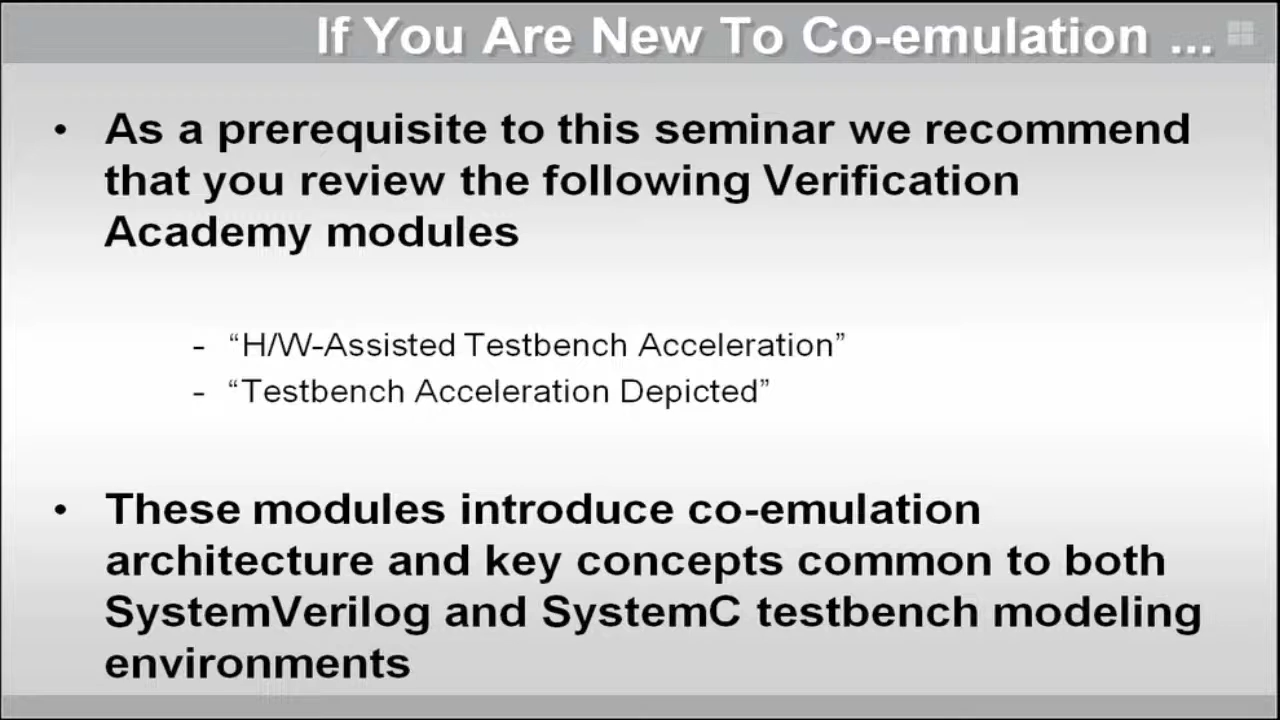 If You Are New To Co-emulation ...
• As a prerequisite to this seminar we recommend
that you review the following Verification
Academy modules
- “H/W-Assisted Testbench Acceleration”
- “Testbench Acceleration Depicted”
• These modules introduce co-emulation
architecture and key concepts common to both
SystemVerilog and SystemC testbench modeling
environments